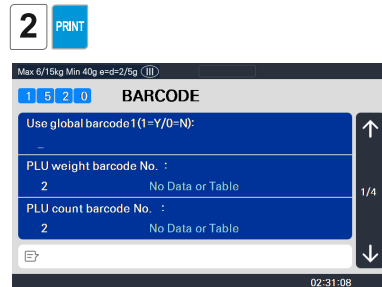 2 PRINT
Max 6/15kg Min 40g e=d=2/5g III
1 5 2 0 BARCODE
Use global barcode1(1=Y/0=N):
_
PLU weight barcode No. :
2 No Data or Table
1/4
PLU count barcode No. :
2 No Data or Table
02:31:08